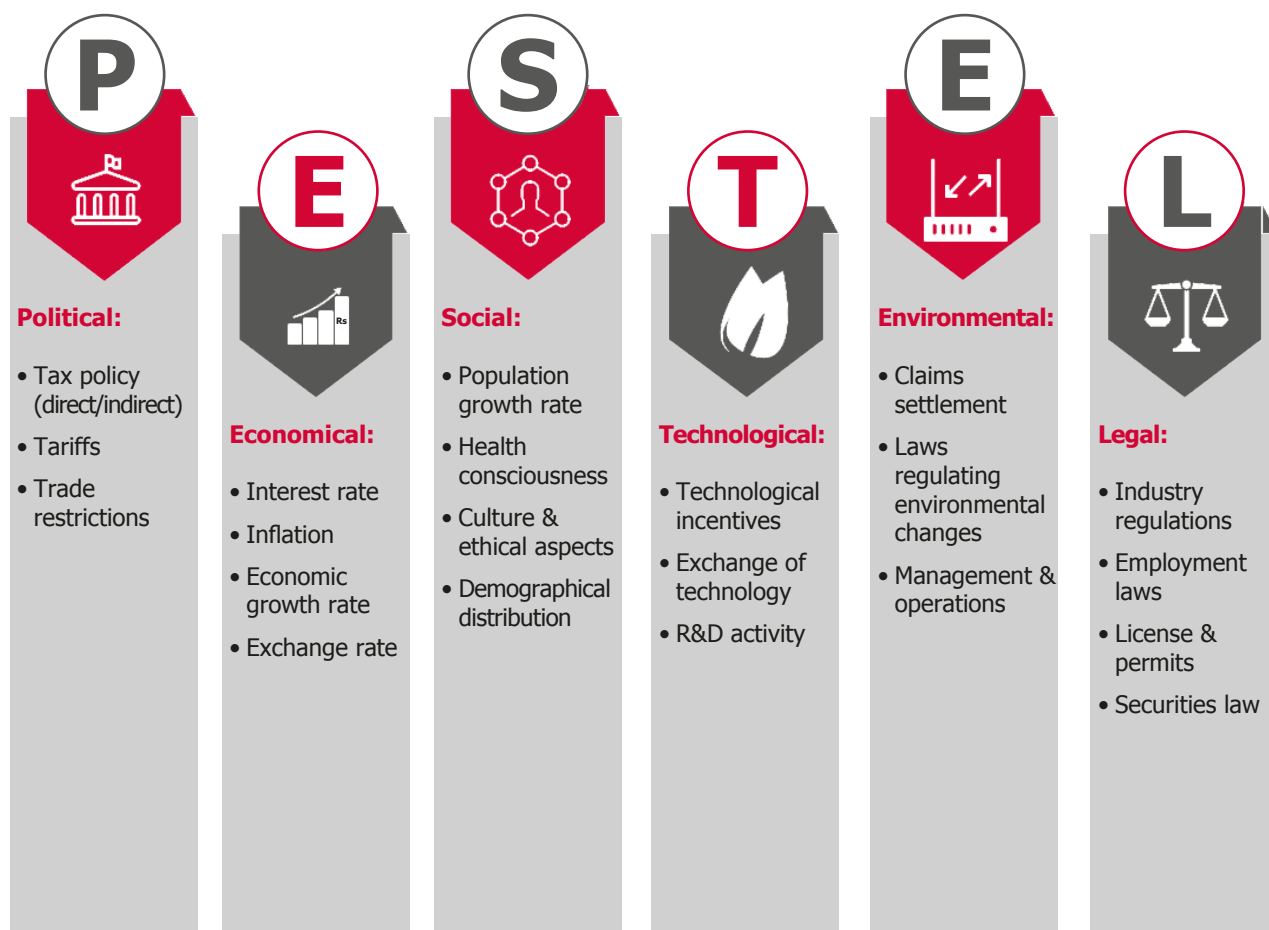 P
Political:
• Tax policy
(direct/indirect)
• Tariffs
• Trade
restrictions
E
Rs
Economical:
• Interest rate
• Inflation
• Economic
growth rate
• Exchange rate
S
Social:
• Population
growth rate
• Health
consciousness
• Culture &
ethical aspects
• Demographical
distribution
T
Technological:
• Technological
incentives
• Exchange of
technology
• R&D activity
E
Environmental:
• Claims
settlement
• Laws
regulating
environmental
changes
• Management &
operations
L
Legal:
• Industry
regulations
• Employment
laws
• License &
permits
• Securities law